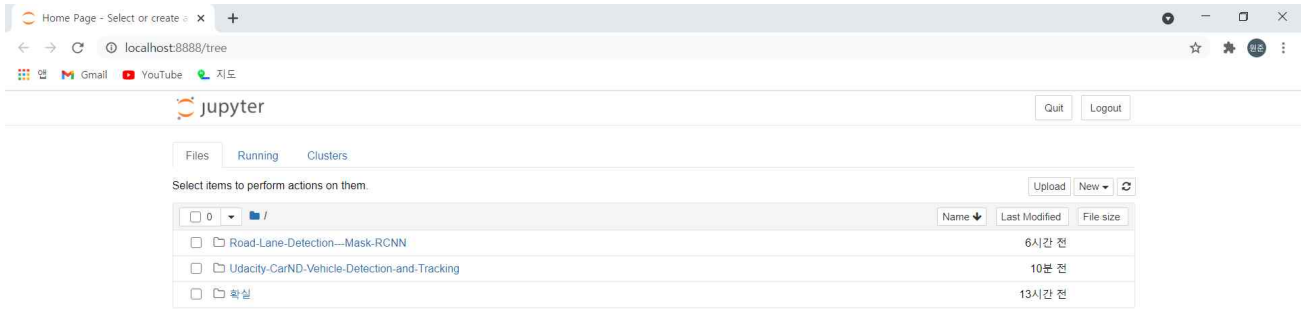 Home Page - Select or create a
localhost:8888/tree
앱 Gmail YouTube 지도
원준
jupyter
Quit Logout
Files Running Clusters
Select items to perform actions on them.
Upload New
0 / Name Last Modified File size
Road-Lane-Detection---Mask-RCNN 6시간 전
Udacity-CarND-Vehicle-Detection-and-Tracking 10분 전
확실 13시간 전